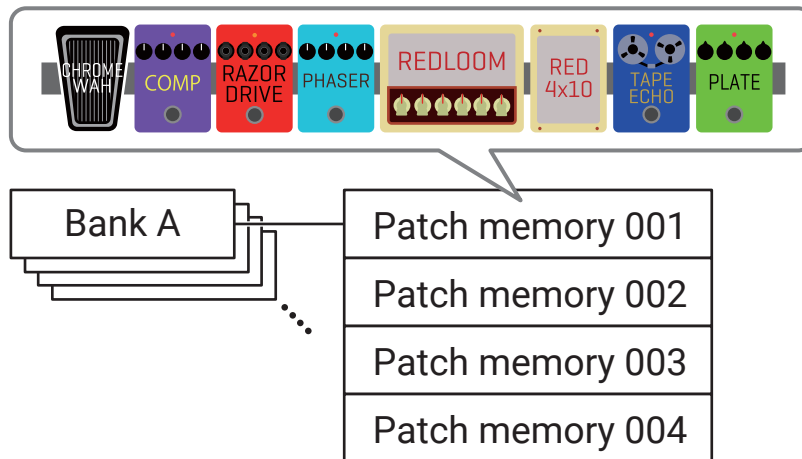 CHROME
WAH
COMP
RAZOR
DRIVE
PHASER
REDLOOM
RED
4x10
TAPE
ECHO
PLATE
Bank A
Patch memory 001
Patch memory 002
Patch memory 003
Patch memory 004